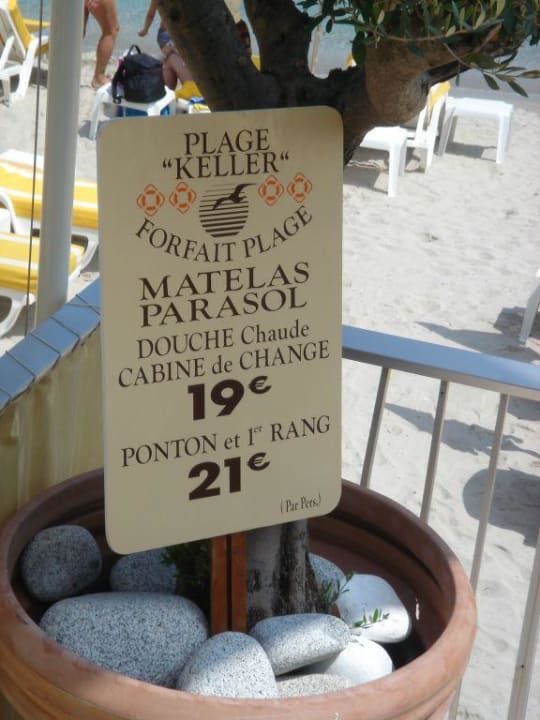 PLAGE
"KELLER"
FORFAIT PLAGE
MATELAS
PARASOL
DOUCHE Chaude
CABINE de CHANGE
19€
PONTON et 1er RANG
21€
(Par Pers.)